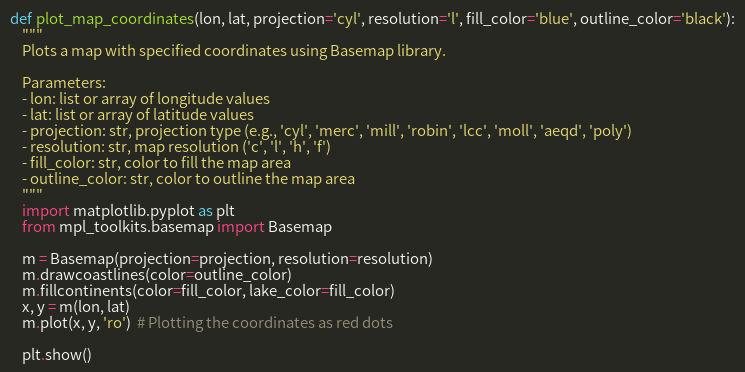 def plot_map_coordinates(lon, lat, projection='cyl', resolution='l', fill_color='blue', outline_color='black'):
    """
    Plots a map with specified coordinates using Basemap library.

    Parameters:
    - lon: list or array of longitude values
    - lat: list or array of latitude values
    - projection: str, projection type (e.g., 'cyl', 'merc', 'mill', 'robin', 'lcc', 'moll', 'aeqd', 'poly')
    - resolution: str, map resolution ('c', 'l', 'h', 'f')
    - fill_color: str, color to fill the map area
    - outline_color: str, color to outline the map area
    """
    import matplotlib.pyplot as plt
    from mpl_toolkits.basemap import Basemap

    m = Basemap(projection=projection, resolution=resolution)
    m.drawcoastlines(color=outline_color)
    m.fillcontinents(color=fill_color, lake_color=fill_color)
    x, y = m(lon, lat)
    m.plot(x, y, 'ro')  # Plotting the coordinates as red dots

    plt.show()